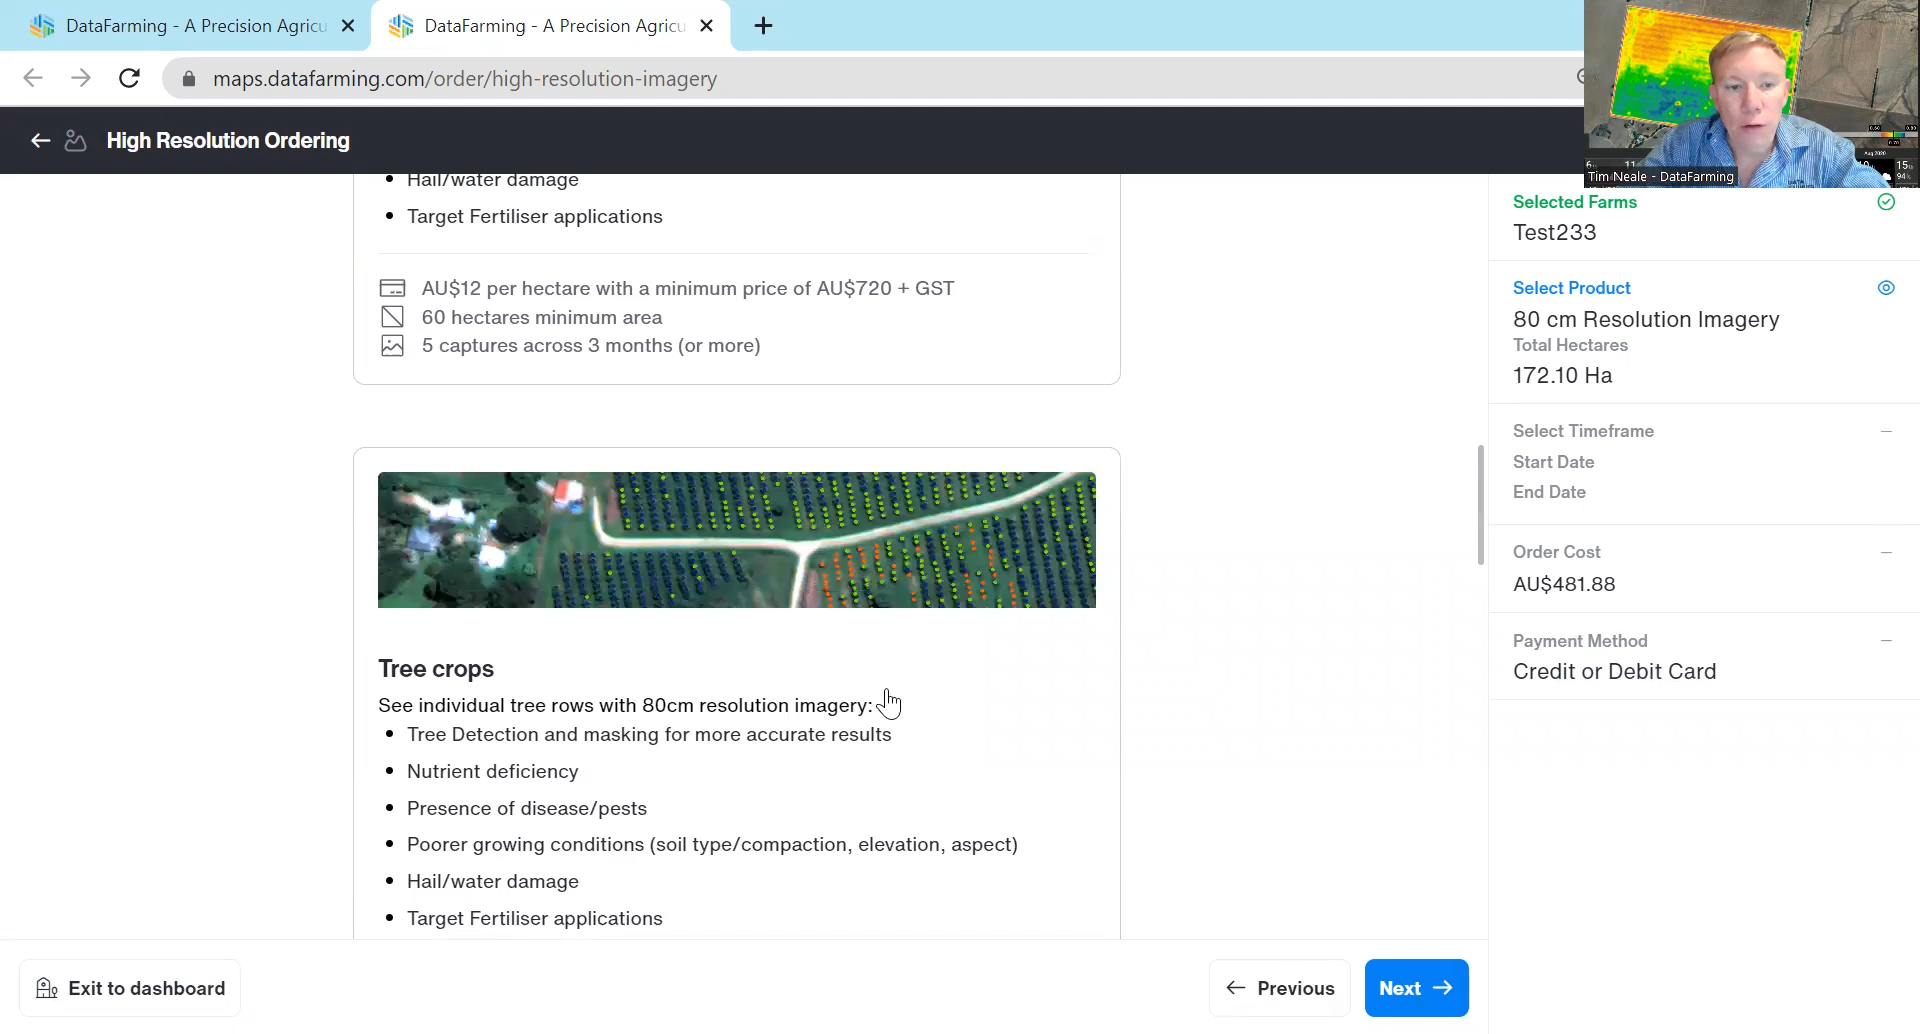 DataFarming - A Precision Agricu
DataFarming - A Precision Agricu
maps.datafarming.com/order/high-resolution-imagery
High Resolution Ordering
Tim Neale - DataFarming
Hail/water damage
Target Fertiliser applications
AU$12 per hectare with a minimum price of AU$720 + GST
60 hectares minimum area
5 captures across 3 months (or more)
Tree crops
See individual tree rows with 80cm resolution imagery:
Tree Detection and masking for more accurate results
Nutrient deficiency
Presence of disease/pests
Poorer growing conditions (soil type/compaction, elevation, aspect)
Hail/water damage
Target Fertiliser applications
Selected Farms
Test233
Select Product
80 cm Resolution Imagery
Total Hectares
172.10 Ha
Select Timeframe
Start Date
End Date
Order Cost
AU$481.88
Payment Method
Credit or Debit Card
Exit to dashboard
Previous
Next